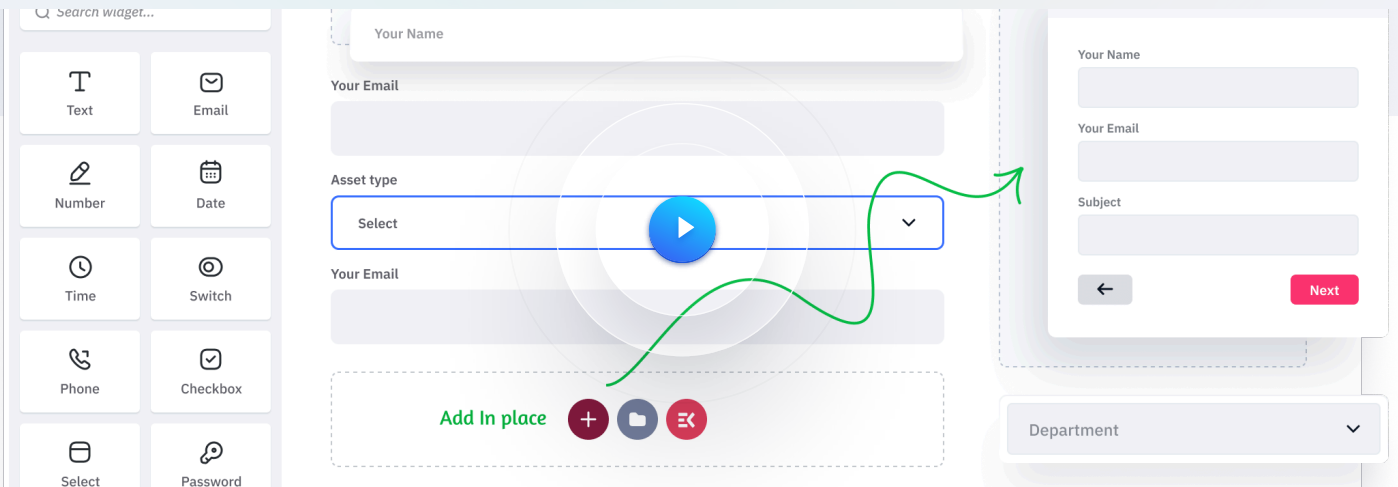 Search widget...
Text
Email
Number
Date
Time
Switch
Phone
Checkbox
Select
Password
Your Name
Your Email
Asset type
Select
Your Email
Add In place
Your Name
Your Email
Subject
Next
Department